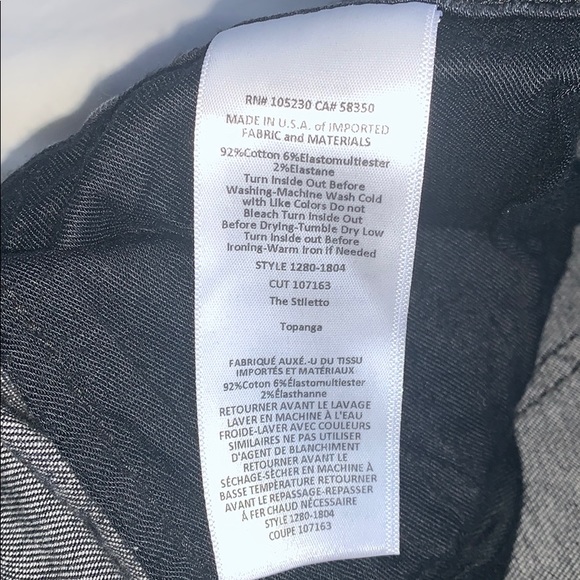 RN# 105230 CA# 58350
MADE IN U.S.A. of IMPORTED
FABRIC and MATERIALS
92%Cotton 6%Elastomultiester
2%Elastane
Turn Inside Out Before
Washing-Machine Wash Cold
with Like Colors Do not
Bleach Turn Inside Out
Before Drying-Tumble Dry Low
Turn inside out Before
Ironing-Warm Iron if Needed
STYLE 1280-1804
CUT 107163
The Stiletto
Topanga
FABRIQUÉ AUXÉ.-U DU TISSU
IMPORTÉS ET MATÉRIAUX
92%Coton 6%Élastomultiester
2%Élasthanne
RETOURNER AVANT LE LAVAGE
LAVER EN MACHINE À L'EAU
FROIDE-LAVER AVEC COULEURS
SIMILAIRES NE PAS UTILISER
D'AGENT DE BLANCHIMENT
RETOURNER AVANT LE
SÉCHAGE-SÉCHER EN MACHINE À
BASSE TEMPÉRATURE RETOURNER
AVANT LE REPASSAGE-REPASSER
À FER CHAUD NÉCESSAIRE
STYLE 1280-1804
COUPE 107163